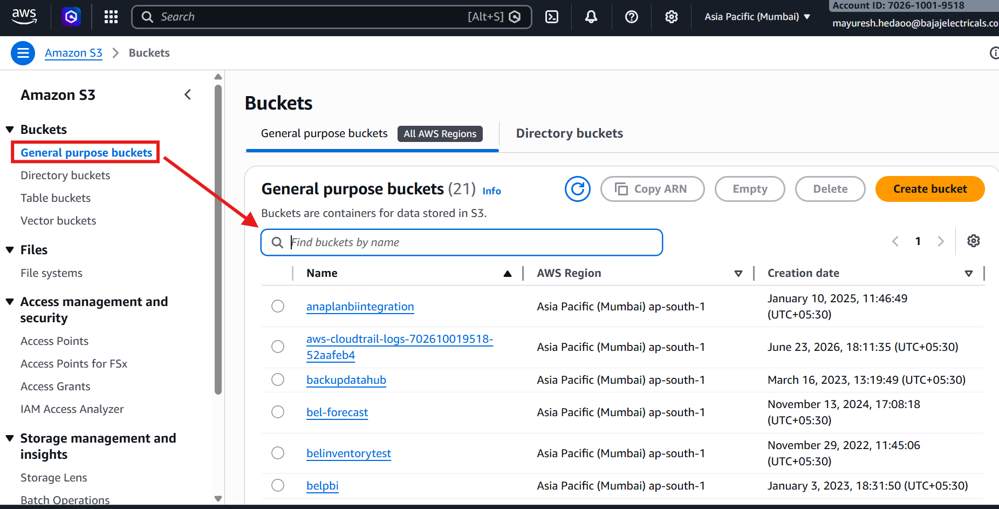 aws
Search
[Alt+S]
Asia Pacific (Mumbai)
Account ID: 7026-1001-9518
mayuresh.hedaoo@bajajelectricals.co
Amazon S3
Buckets
Amazon S3
Buckets
General purpose buckets
Directory buckets
Table buckets
Vector buckets
Files
File systems
Access management and
security
Access Points
Access Points for FSx
Access Grants
IAM Access Analyzer
Storage management and
insights
Storage Lens
Batch Operations
Buckets
General purpose buckets All AWS Regions Directory buckets
General purpose buckets (21) Info
Copy ARN Empty Delete Create bucket
Buckets are containers for data stored in S3.
Find buckets by name
1
Name AWS Region Creation date
anaplanbiintegration Asia Pacific (Mumbai) ap-south-1 January 10, 2025, 11:46:49
(UTC+05:30)
aws-cloudtrail-logs-702610019518-
52aafeb4 Asia Pacific (Mumbai) ap-south-1 June 23, 2026, 18:11:35 (UTC+05:30)
backupdatahub Asia Pacific (Mumbai) ap-south-1 March 16, 2023, 13:19:49 (UTC+05:30)
bel-forecast Asia Pacific (Mumbai) ap-south-1 November 13, 2024, 17:08:18
(UTC+05:30)
belinventorytest Asia Pacific (Mumbai) ap-south-1 November 29, 2022, 11:45:06
(UTC+05:30)
belpbi Asia Pacific (Mumbai) ap-south-1 January 3, 2023, 18:31:50 (UTC+05:30)